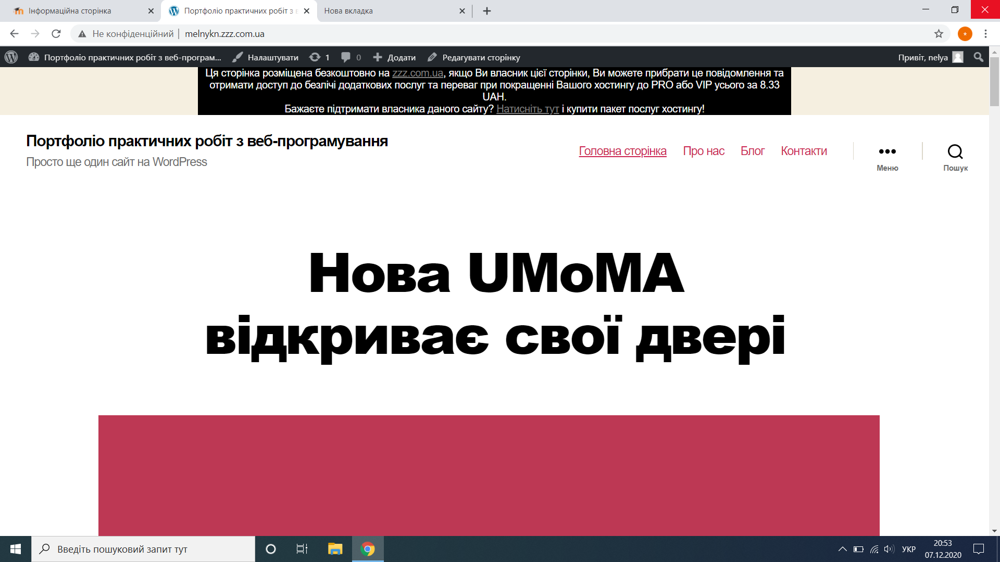 Інформаційна сторінка
Портфоліо практичних робіт з в
Нова вкладка
Не конфіденційний
melnykn.zzz.com.ua
Портфоліо практичних робіт з веб-програм...
Налаштувати
1
0
Додати
Редагувати сторінку
Привіт, nelya
Ця сторінка розміщена безкоштовно на zzz.com.ua, якщо Ви власник цієї сторінки, Ви можете прибрати це повідомлення та
отримати доступ до безлічі додаткових послуг та переваг при покращенні Вашого хостингу до PRO або VIP усього за 8.33
UAH.
Бажаєте підтримати власника даного сайту? Натисніть тут і купити пакет послуг хостингу!
Портфоліо практичних робіт з веб-програмування
Просто ще один сайт на WordPress
Головна сторінка
Про нас
Блог
Контакти
Меню
Пошук
Нова UMoMA
відкриває свої двері
Введіть пошуковий запит тут
УКР
20:53
07.12.2020